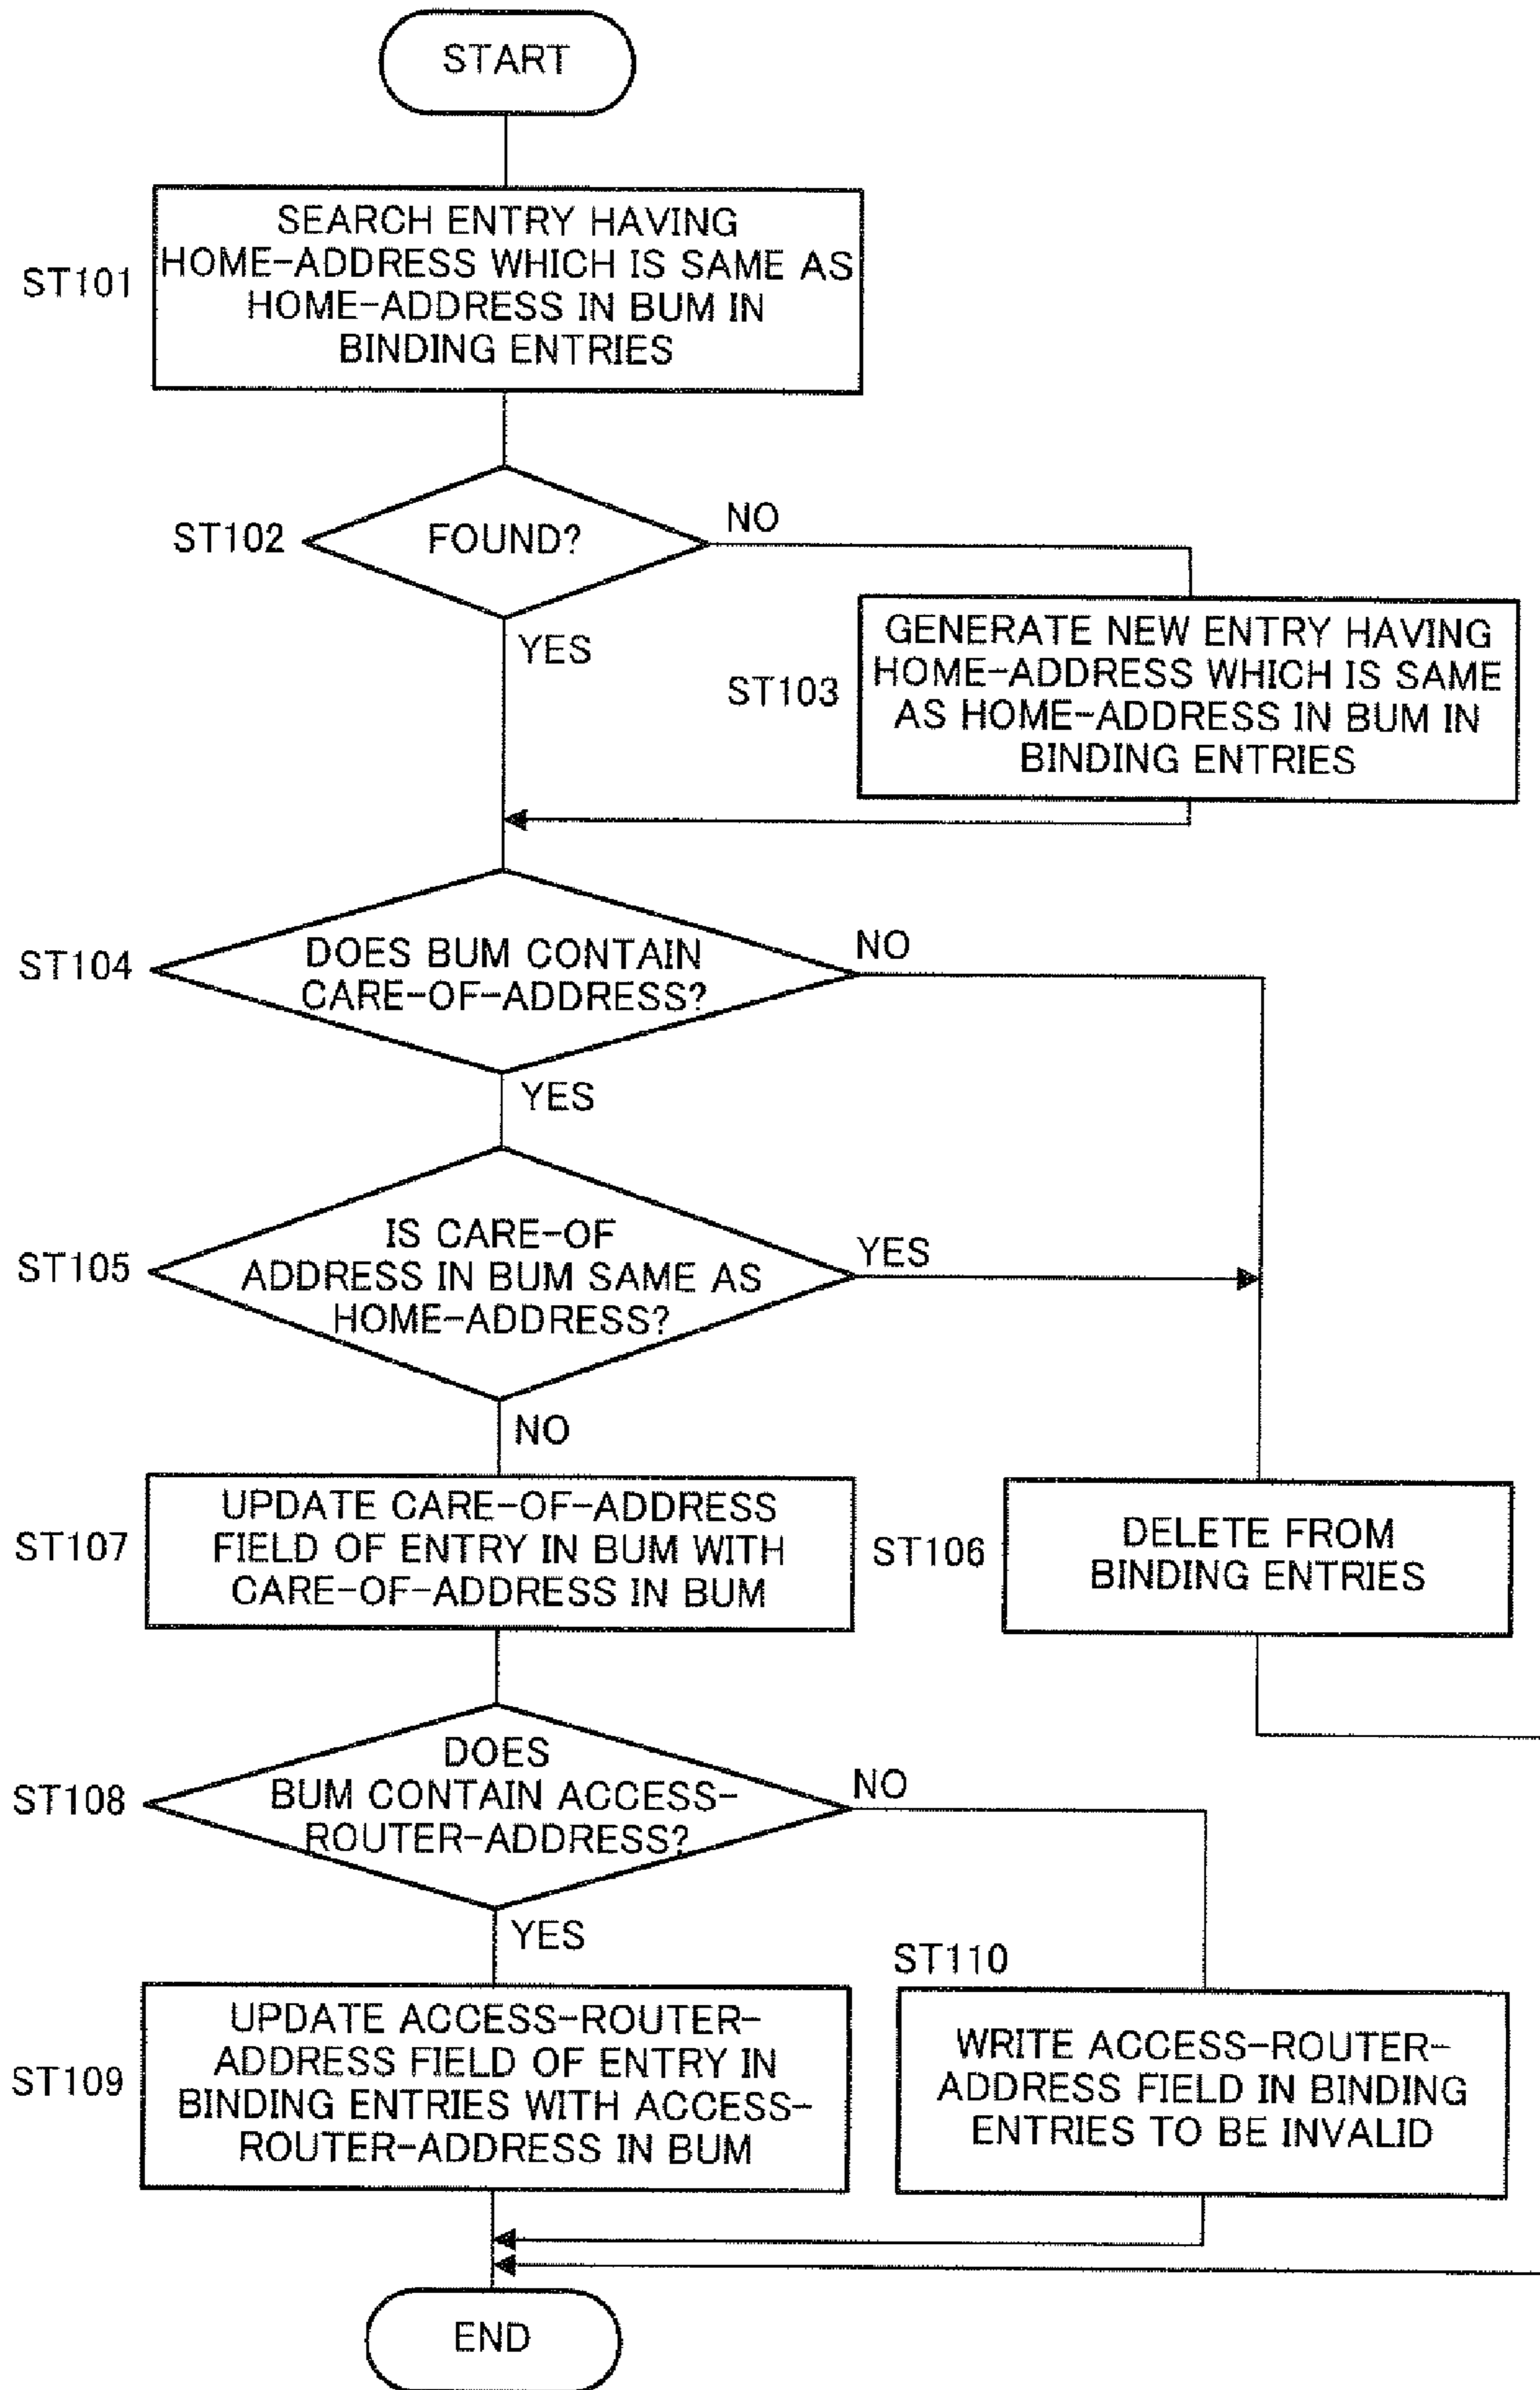 START
ST101
SEARCH ENTRY HAVING
HOME-ADDRESS WHICH IS SAME AS
HOME-ADDRESS IN BUM IN
BINDING ENTRIES
ST102
FOUND?
NO
YES
ST103
GENERATE NEW ENTRY HAVING
HOME-ADDRESS WHICH IS SAME
AS HOME-ADDRESS IN BUM IN
BINDING ENTRIES
ST104
DOES BUM CONTAIN
CARE-OF-ADDRESS?
NO
YES
ST105
IS CARE-OF
ADDRESS IN BUM SAME AS
HOME-ADDRESS?
YES
NO
ST107
UPDATE CARE-OF-ADDRESS
FIELD OF ENTRY IN BUM WITH
CARE-OF-ADDRESS IN BUM
ST106
DELETE FROM
BINDING ENTRIES
ST108
DOES
BUM CONTAIN ACCESS-
ROUTER-ADDRESS?
NO
YES
ST109
UPDATE ACCESS-ROUTER-
ADDRESS FIELD OF ENTRY IN
BINDING ENTRIES WITH ACCESS-
ROUTER-ADDRESS IN BUM
ST110
WRITE ACCESS-ROUTER-
ADDRESS FIELD IN BINDING
ENTRIES TO BE INVALID
END